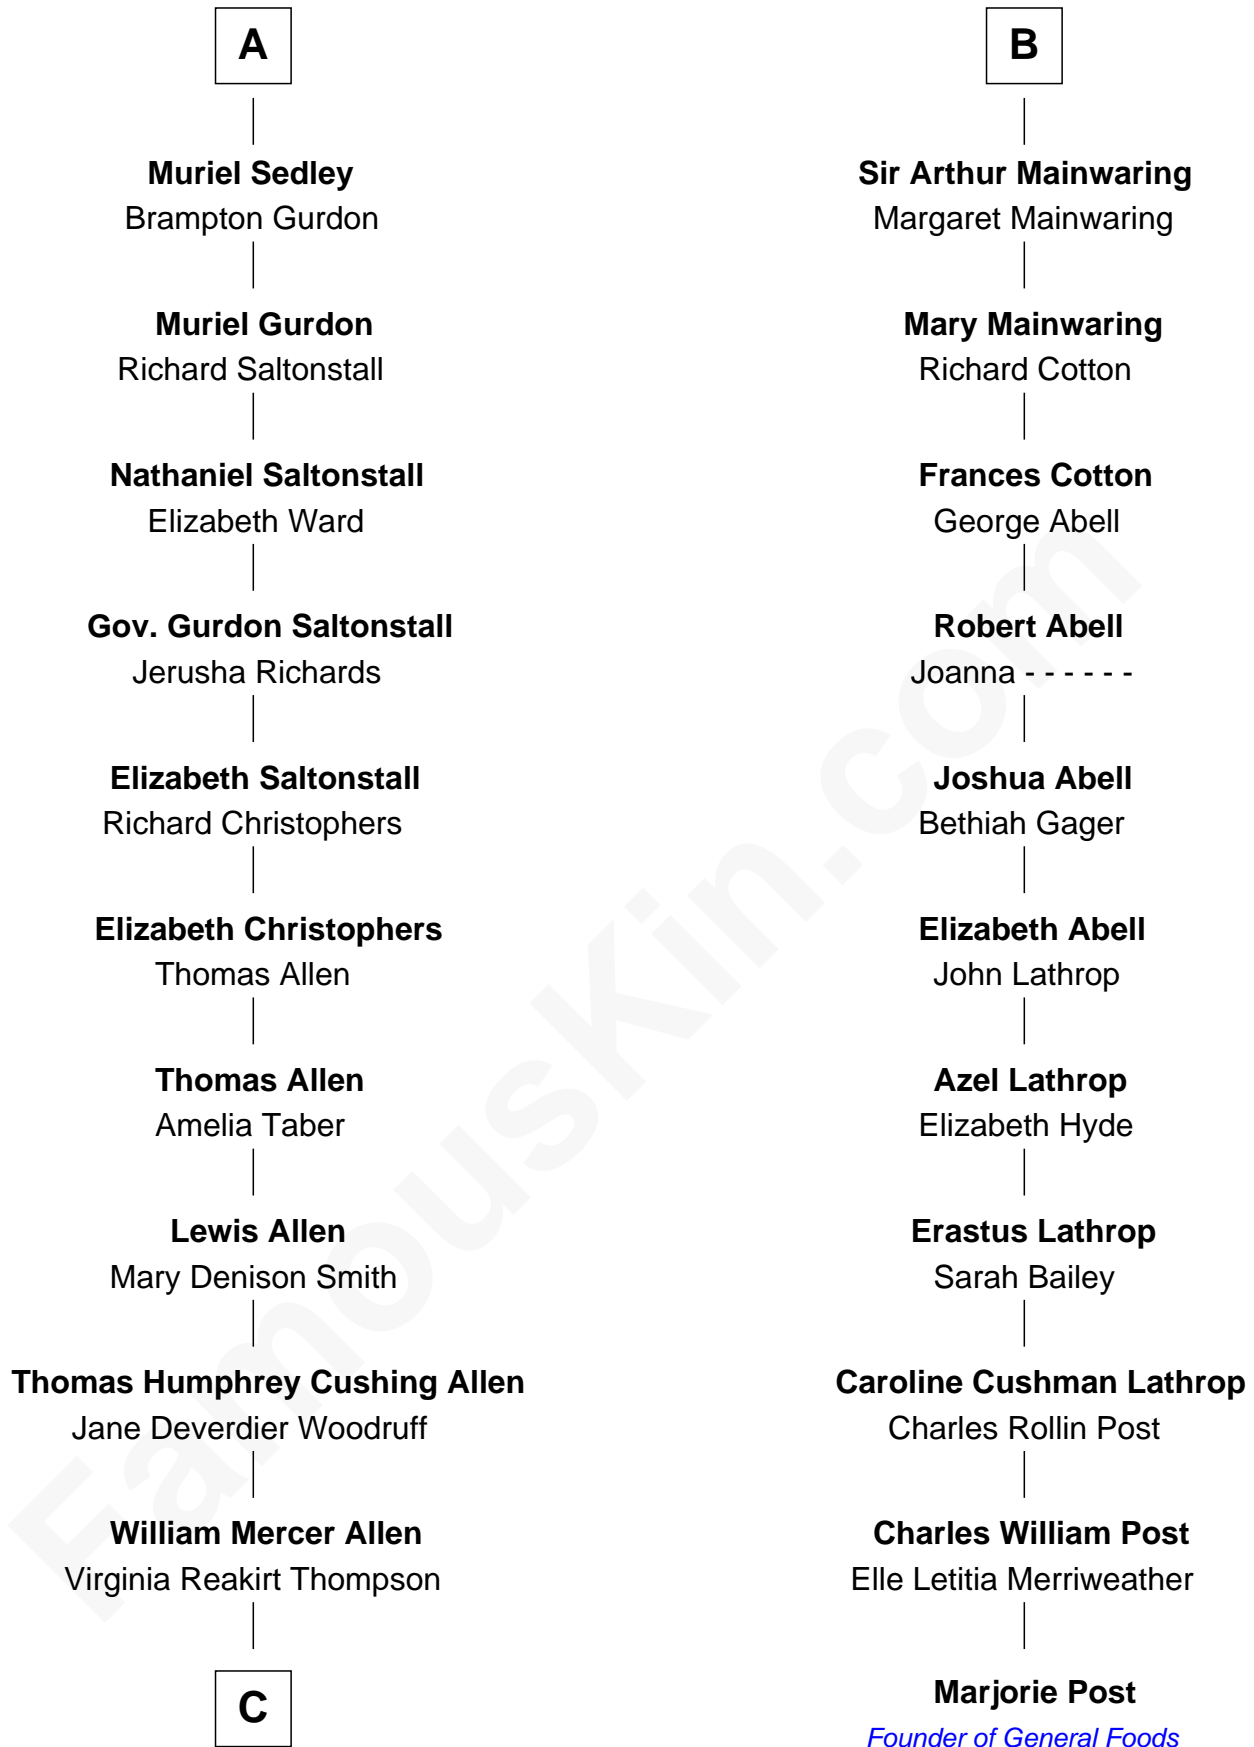 A
Muriel Sedley
Brampton Gurdon
Muriel Gurdon
Richard Saltonstall
Nathaniel Saltonstall
Elizabeth Ward
Gov. Gurdon Saltonstall
Jerusha Richards
Elizabeth Saltonstall
Richard Christophers
Elizabeth Christophers
Thomas Allen
Thomas Allen
Amelia Taber
Lewis Allen
Mary Denison Smith
Thomas Humphrey Cushing Allen
Jane Deverdier Woodruff
William Mercer Allen
Virginia Reakirt Thompson
C
B
Sir Arthur Mainwaring
Margaret Mainwaring
Mary Mainwaring
Richard Cotton
Frances Cotton
George Abell
Robert Abell
Joanna - - - - - -
Joshua Abell
Bethiah Gager
Elizabeth Abell
John Lathrop
Azel Lathrop
Elizabeth Hyde
Erastus Lathrop
Sarah Bailey
Caroline Cushman Lathrop
Charles Rollin Post
Charles William Post
Elle Letitia Merriweather
Marjorie Post
Founder of General Foods
FamousKin.com